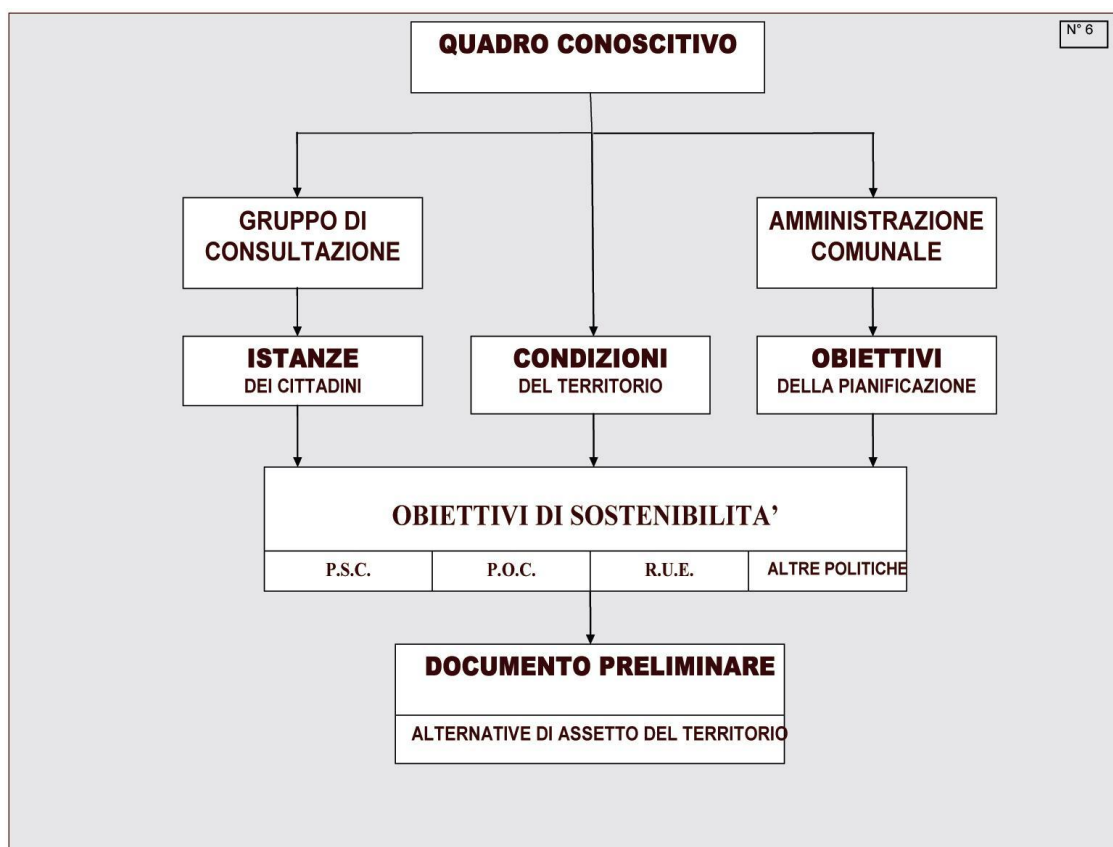 N° 6
QUADRO CONOSCITIVO
GRUPPO DI
CONSULTAZIONE
AMMINISTRAZIONE
COMUNALE
ISTANZE
DEI CITTADINI
CONDIZIONI
DEL TERRITORIO
OBIETTIVI
DELLA PIANIFICAZIONE
OBIETTIVI DI SOSTENIBILITA’
P.S.C.
P.O.C.
R.U.E.
ALTRE POLITICHE
DOCUMENTO PRELIMINARE
ALTERNATIVE DI ASSETTO DEL TERRITORIO